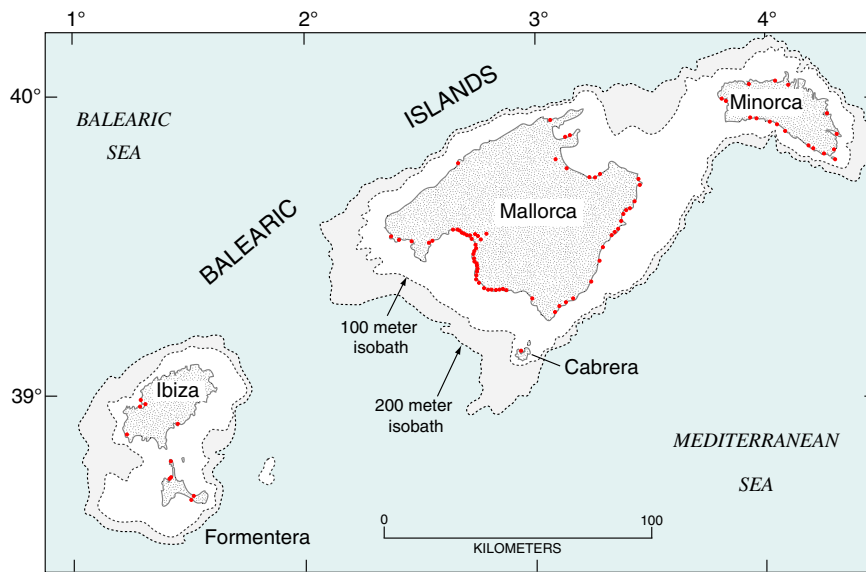 1°
2°
3°
4°
40°
39°
BALEARIC
SEA
BALEARIC ISLANDS
Minorca
Mallorca
100 meter
isobath
Cabrera
200 meter
isobath
Ibiza
Formentera
MEDITERRANEAN
SEA
0
100
KILOMETERS